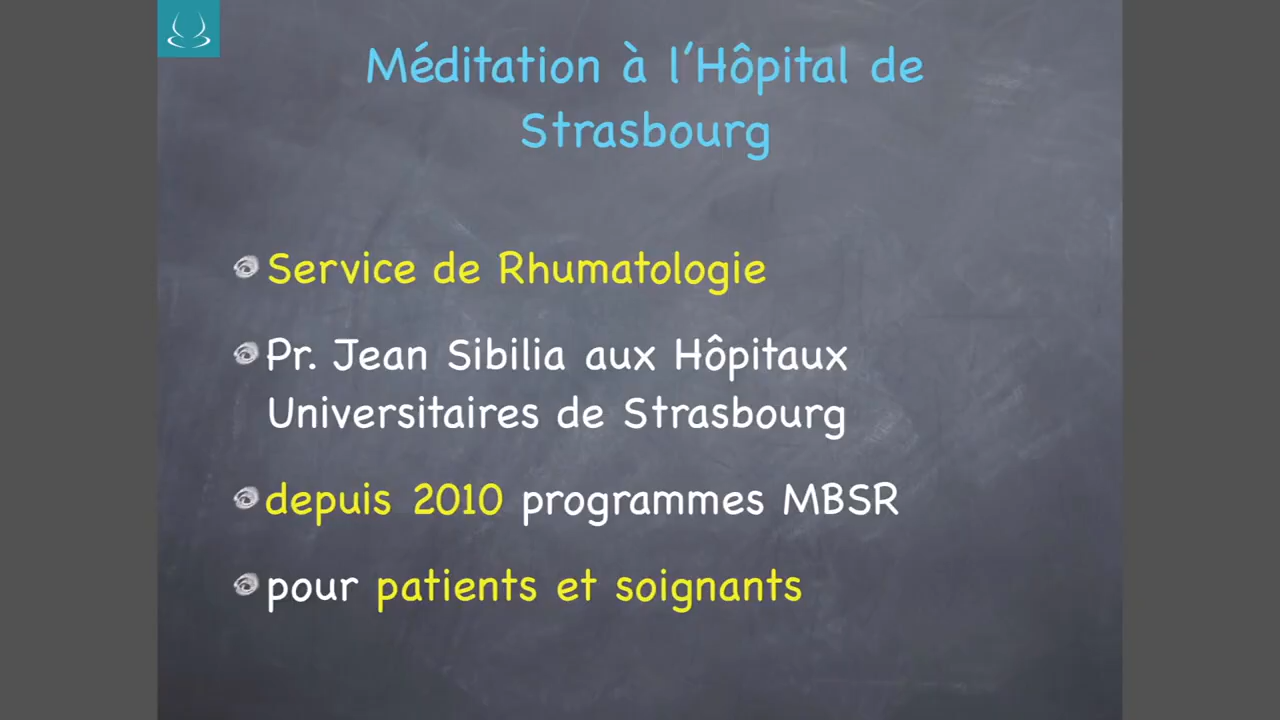 Méditation à l'Hôpital de
Strasbourg
Service de Rhumatologie
Pr. Jean Sibilia aux Hôpitaux
Universitaires de Strasbourg
depuis 2010 programmes MBSR
pour patients et soignants